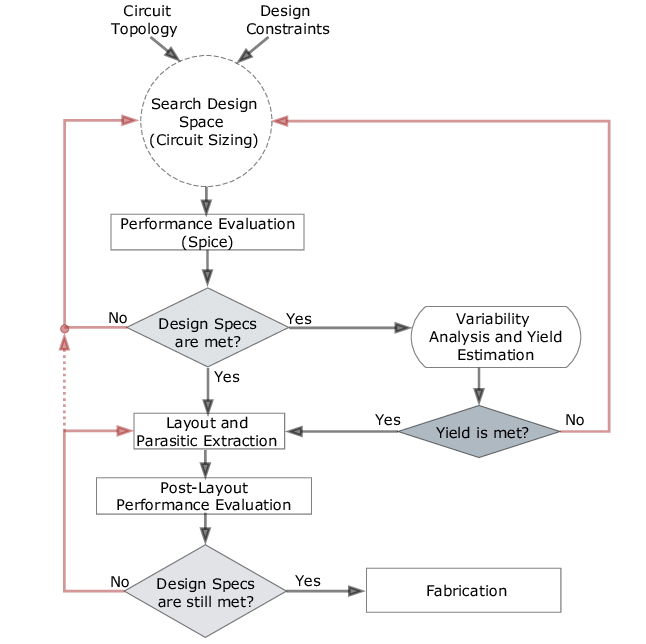 Circuit
Topology
Design
Constraints
Search Design
Space
(Circuit Sizing)
Performance Evaluation
(Spice)
No
Design Specs
are met?
Yes
Yes
Variability
Analysis and Yield
Estimation
Layout and
Parasitic Extraction
Yes
Yield is met?
No
Post-Layout
Performance Evaluation
No
Design Specs
are still met?
Yes
Fabrication